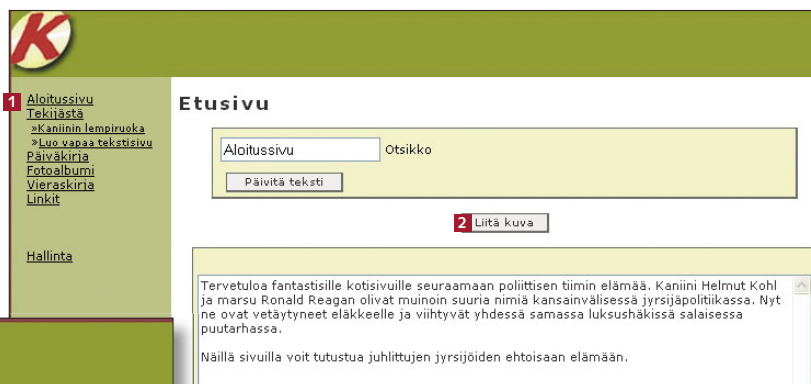 K
1 Aloitussivu
Tekijästä
»Kaniinin lempiruoka
»Luo vapaa tekstisivu
Päiväkirja
Fotoalbumi
Vieraskirja
Linkit
Hallinta
Etusivu
Aloitussivu Otsikko
Päivitä teksti
2 Liitä kuva
Tervetuloa fantastisille kotisivuille seuraamaan poliittisen tiimin elämää. Kaniini Helmut Kohl
ja marsu Ronald Reagan olivat muinoin suuria nimiä kansainvälisessä jyrsijäpolitiikassa. Nyt
ne ovat vetäytyneet eläkkeelle ja viihtyvät yhdessä samassa luksushäkissä salaisessa
puutarhassa.
Näillä sivuilla voit tutustua juhlittujen jyrsijöiden ehtoisaan elämään.